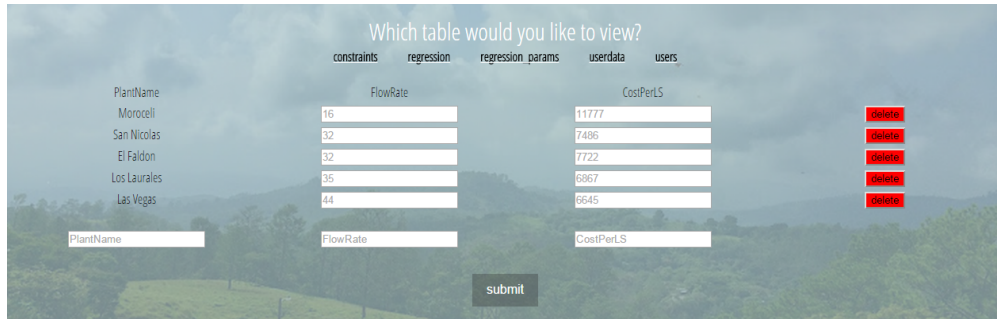 Which table would you like to view?
constraints regression regression_params userdata users
PlantName FlowRate CostPerLS
Morocell 16 11777 delete
San Nicolas 32 7486 delete
El Faldon 32 7722 delete
Los Laurales 35 6867 delete
Las Vegas 44 6645 delete
PlantName FlowRate CostPerLS
submit